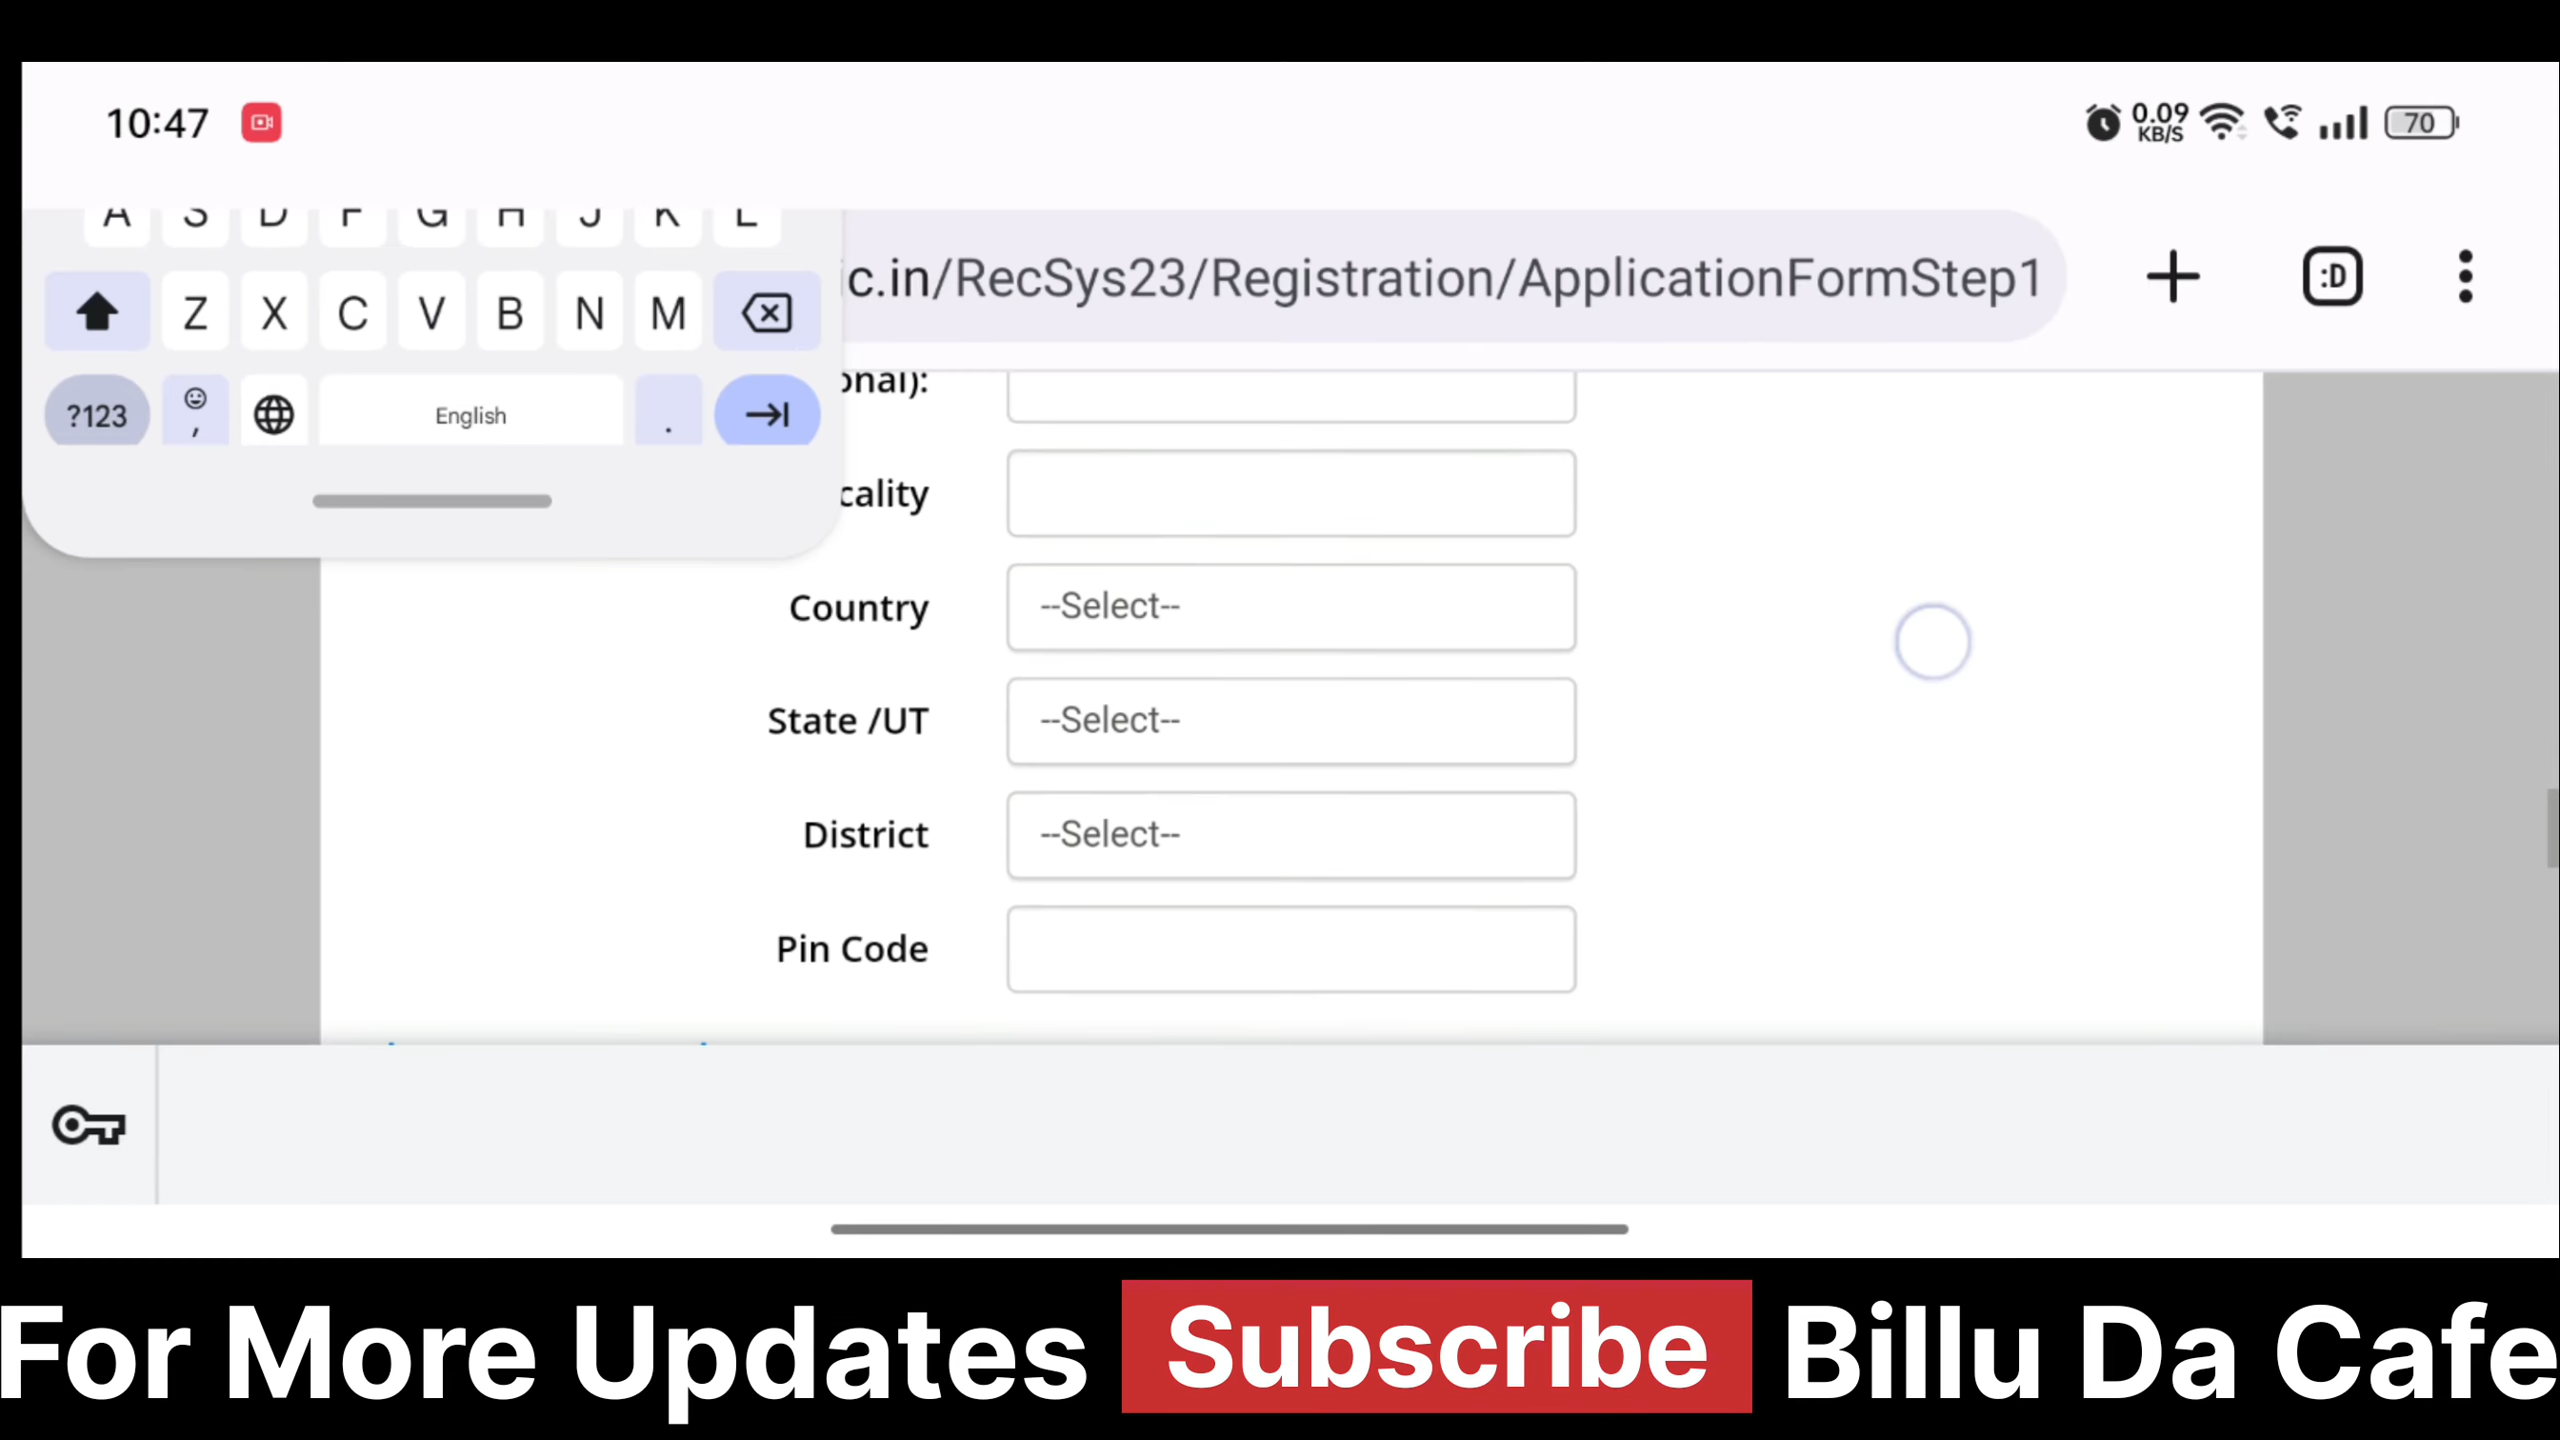 10:47
0.09 KB/S
70
A S D F G H J K L
Z X C V B N M
?123 , English .
ic.in/RecSys23/Registration/ApplicationFormStep1
:D
onal):
cality
Country --Select--
State /UT --Select--
District --Select--
Pin Code
For More Updates Subscribe Billu Da Cafe